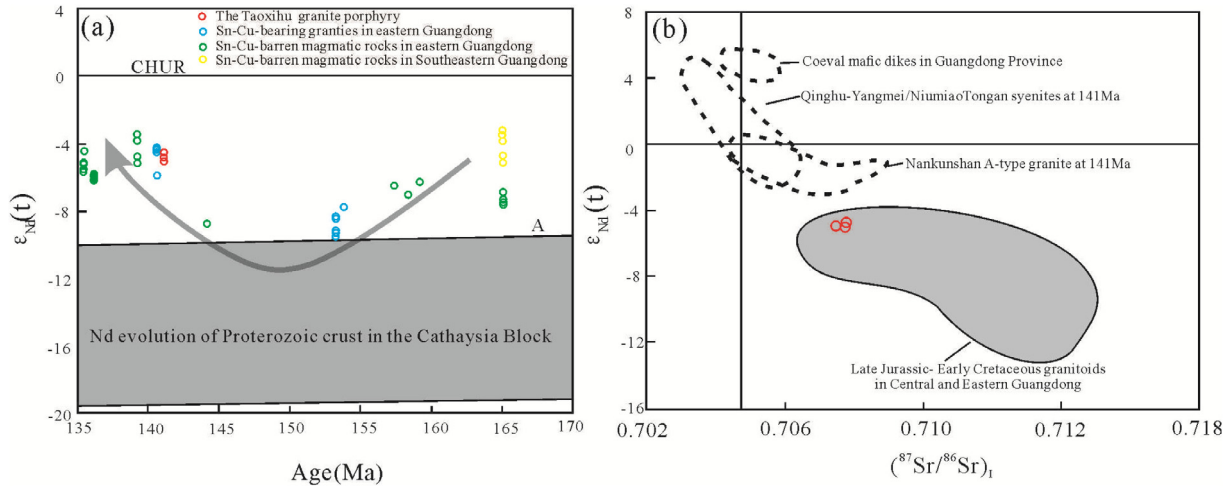 (a)
The Taoxihu granite porphyry
Sn-Cu-bearing granties in eastern Guangdong
Sn-Cu-barren magmatic rocks in eastern Guangdong
Sn-Cu-barren magmatic rocks in Southeastern Guangdong
CHUR
A
Nd evolution of Proterozoic crust in the Cathaysia Block
4
0
-4
-8
-12
-16
-20
εNd(t)
135
140
150
155
160
165
170
Age(Ma)
(b)
Coeval mafic dikes in Guangdong Province
Qinghu-Yangmei/NiumiaoTongan syenites at 141Ma
Nankunshan A-type granite at 141Ma
Late Jurassic- Early Cretaceous granitoids
in Central and Eastern Guangdong
8
4
0
-4
-8
-12
-16
εNd(t)
0.702
0.706
0.710
0.712
0.718
(87Sr/86Sr)I